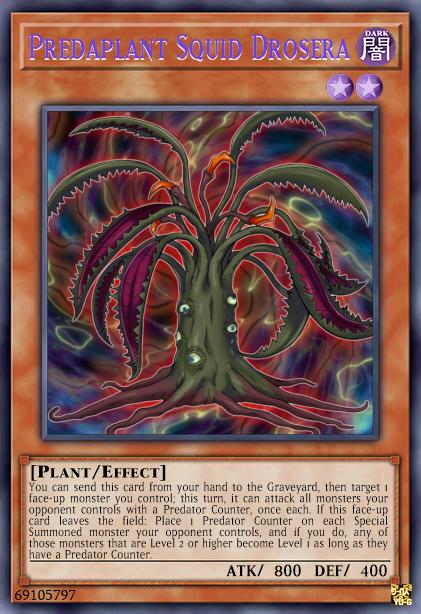 PREDAPLANT SQUID DROSERA
DARK
闇
[PLANT/EFFECT]
You can send this card from your hand to the Graveyard, then target 1
face-up monster you control; this turn, it can attack all monsters your
opponent controls with a Predator Counter, once each. If this face-up
card leaves the field: Place 1 Predator Counter on each Special
Summoned monster your opponent controls, and if you do, any of
those monsters that are Level 2 or higher become Level 1 as long as they
have a Predator Counter.
ATK/ 800 DEF/ 400
69105797